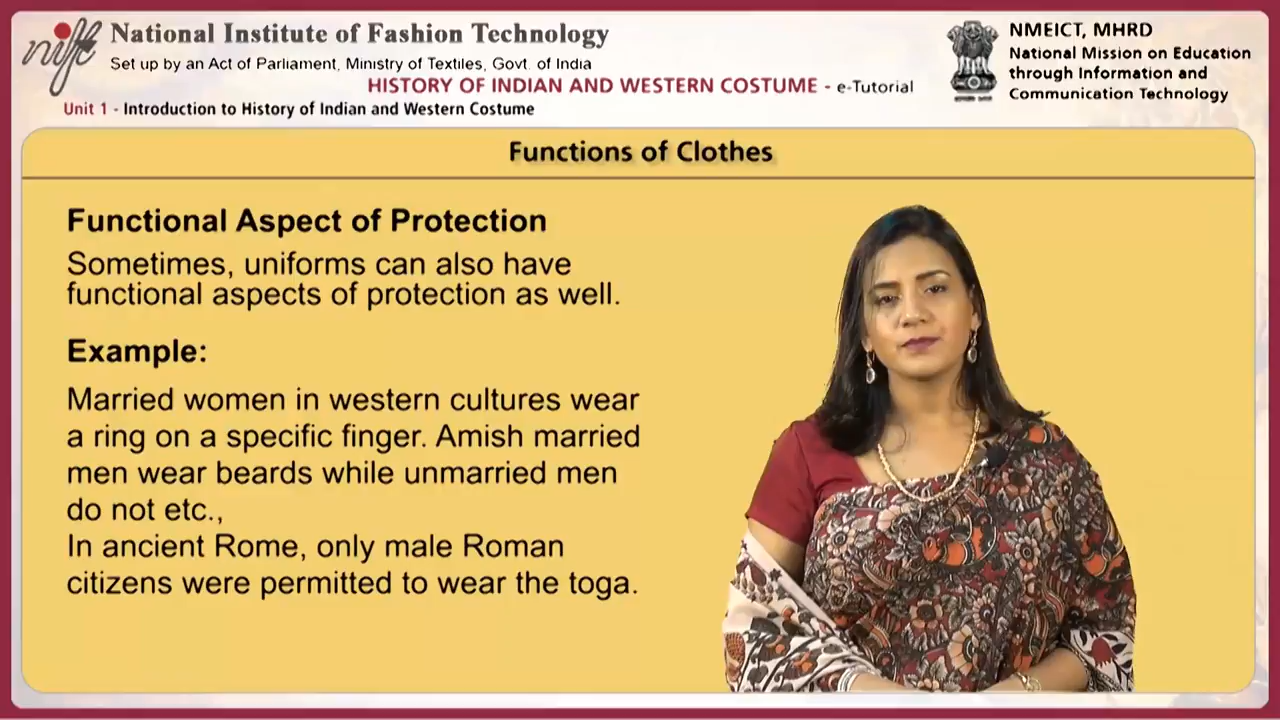 nift
National Institute of Fashion Technology
Set up by an Act of Parliament, Ministry of Textiles, Govt. of India
HISTORY OF INDIAN AND WESTERN COSTUME - e-Tutorial
Unit 1 - Introduction to History of Indian and Western Costume
NMEICT, MHRD
National Mission on Education
through Information and
Communication Technology
Functions of Clothes
Functional Aspect of Protection
Sometimes, uniforms can also have
functional aspects of protection as well.
Example:
Married women in western cultures wear
a ring on a specific finger. Amish married
men wear beards while unmarried men
do not etc.,
In ancient Rome, only male Roman
citizens were permitted to wear the toga.